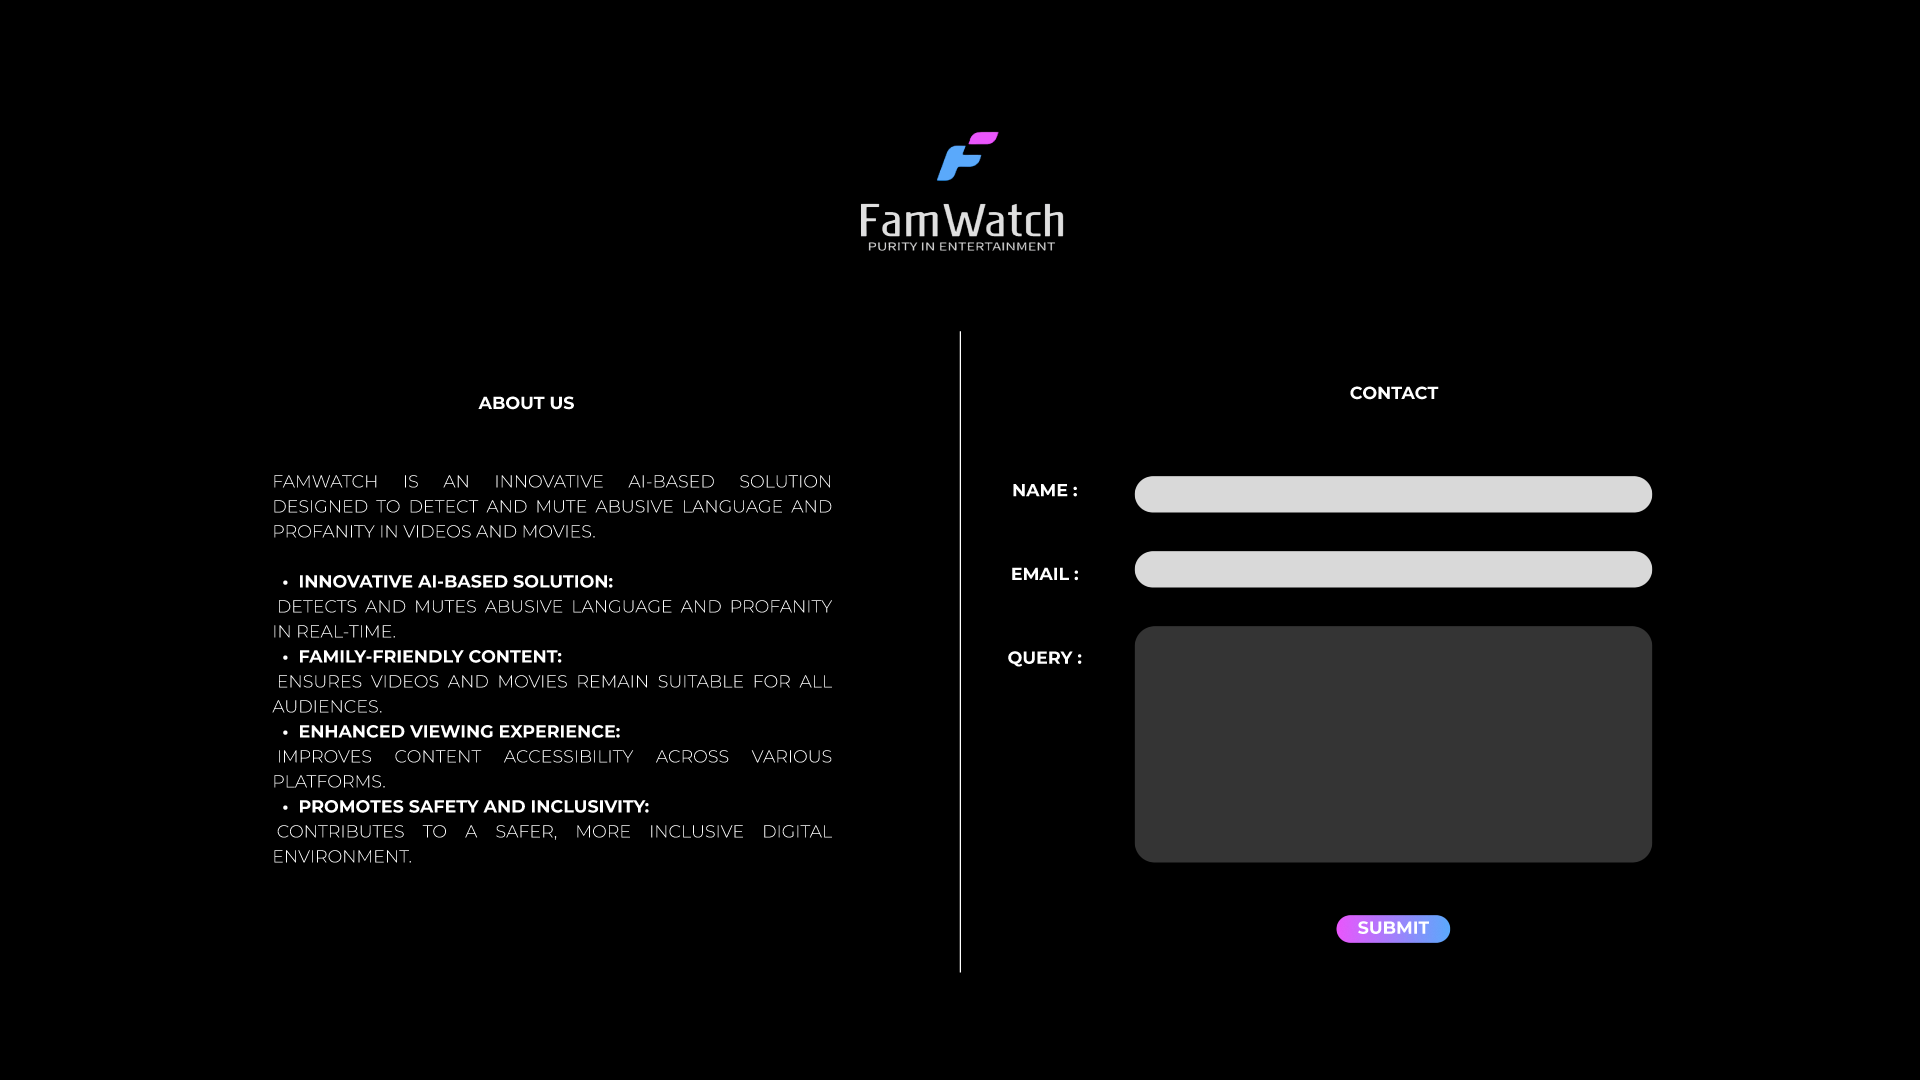 FamWatch
PURITY IN ENTERTAINMENT
ABOUT US
FAMWATCH IS AN INNOVATIVE AI-BASED SOLUTION
DESIGNED TO DETECT AND MUTE ABUSIVE LANGUAGE AND
PROFANITY IN VIDEOS AND MOVIES.
• INNOVATIVE AI-BASED SOLUTION:
DETECTS AND MUTES ABUSIVE LANGUAGE AND PROFANITY
IN REAL-TIME.
• FAMILY-FRIENDLY CONTENT:
ENSURES VIDEOS AND MOVIES REMAIN SUITABLE FOR ALL
AUDIENCES.
• ENHANCED VIEWING EXPERIENCE:
IMPROVES CONTENT ACCESSIBILITY ACROSS VARIOUS
PLATFORMS.
• PROMOTES SAFETY AND INCLUSIVITY:
CONTRIBUTES TO A SAFER, MORE INCLUSIVE DIGITAL
ENVIRONMENT.
CONTACT
NAME :
EMAIL :
QUERY :
SUBMIT